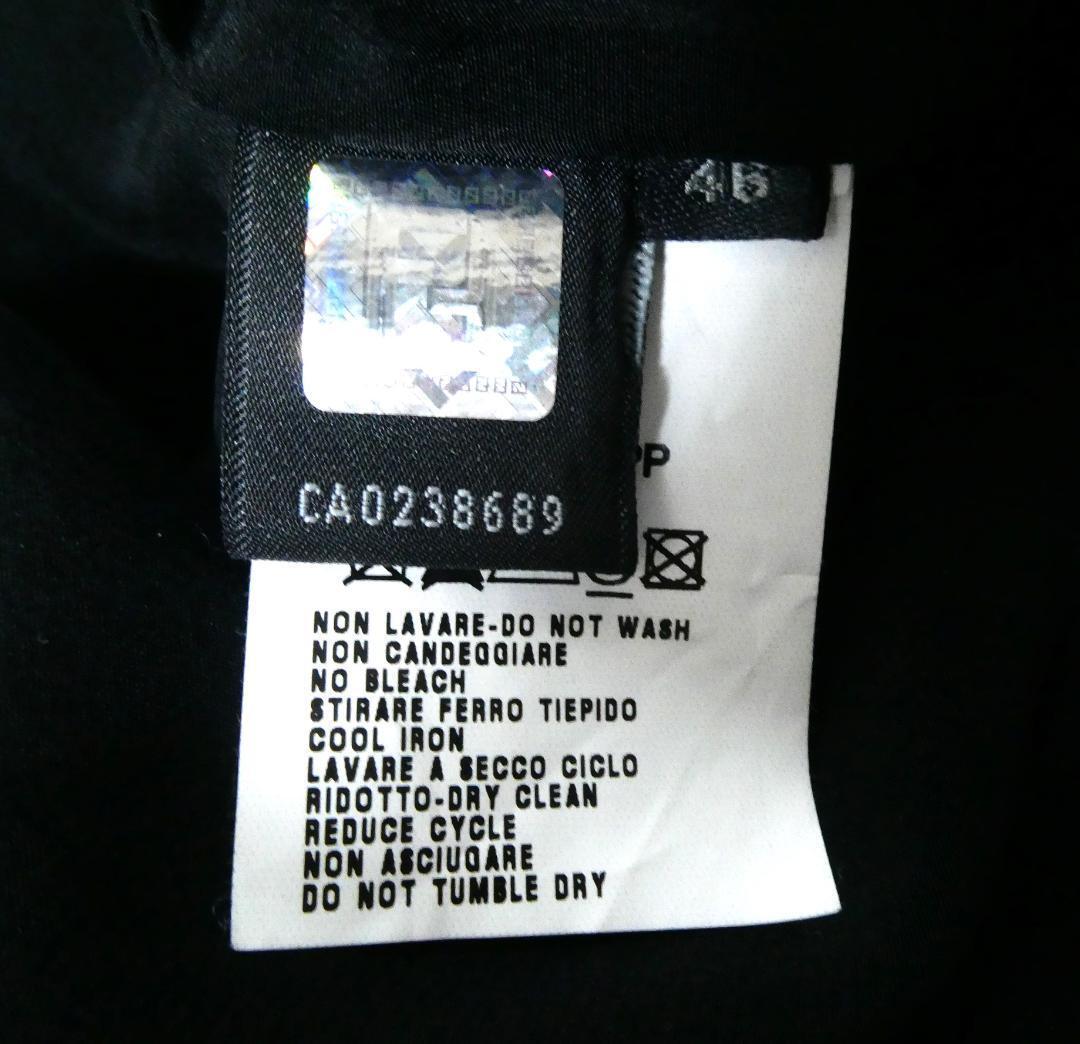 46
PP
CA0238689
NON LAVARE-DO NOT WASH
NON CANDEGGIARE
NO BLEACH
STIRARE FERRO TIEPIDO
COOL IRON
LAVARE A SECCO CICLO
RIDOTTO-DRY CLEAN
REDUCE CYCLE
NON ASCIUGARE
DO NOT TUMBLE DRY